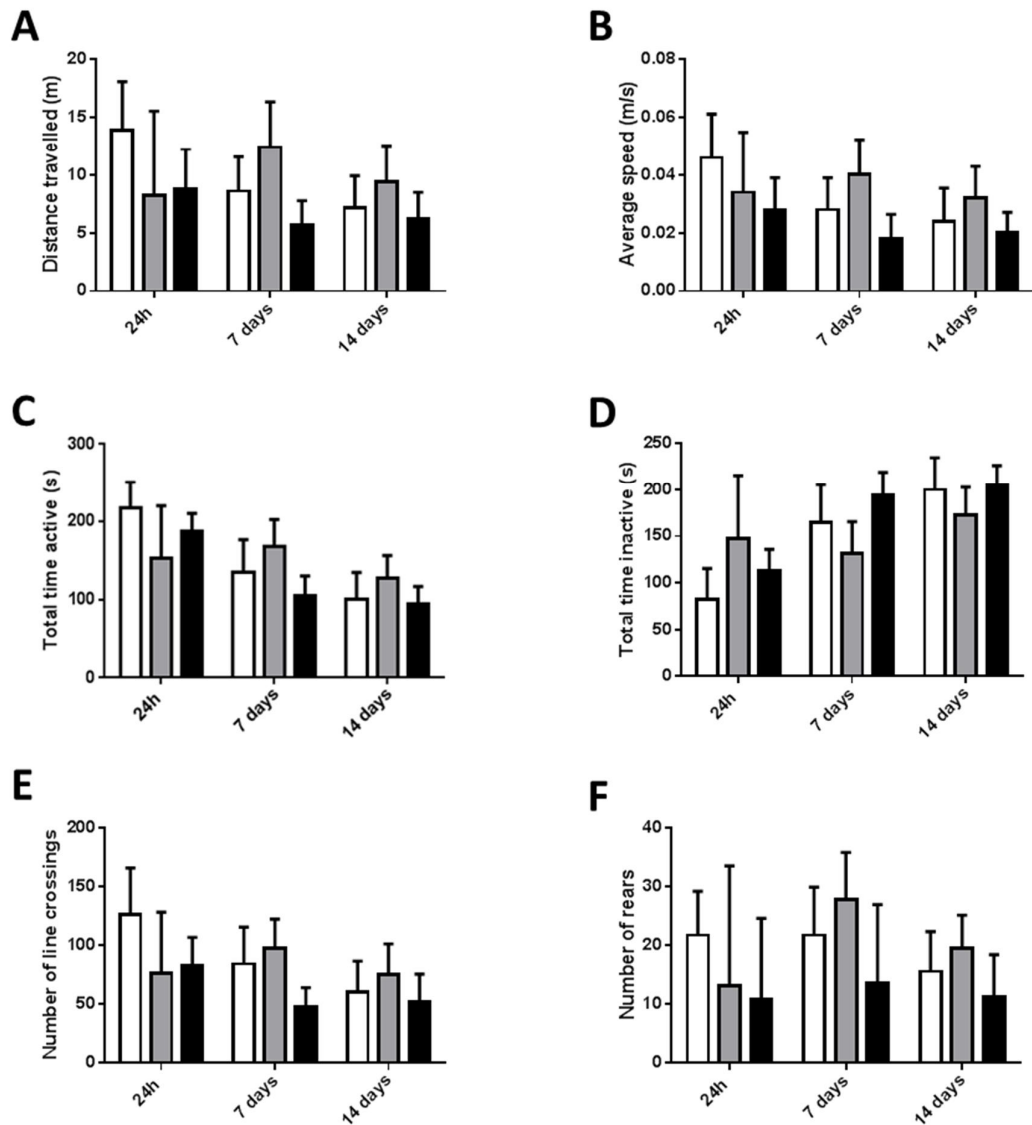 A
Distance travelled (m)
20
15
10
5
0
24h
7 days
14 days
B
Average speed (m/s)
0.08
0.06
0.04
0.02
0.00
24h
7 days
14 days
C
Total time active (s)
300
200
100
0
24h
7 days
14 days
D
Total time inactive (s)
250
200
150
100
50
0
24h
7 days
14 days
E
Number of line crossings
200
150
100
50
0
24h
7 days
14 days
F
Number of rears
40
30
20
10
0
24h
7 days
14 days